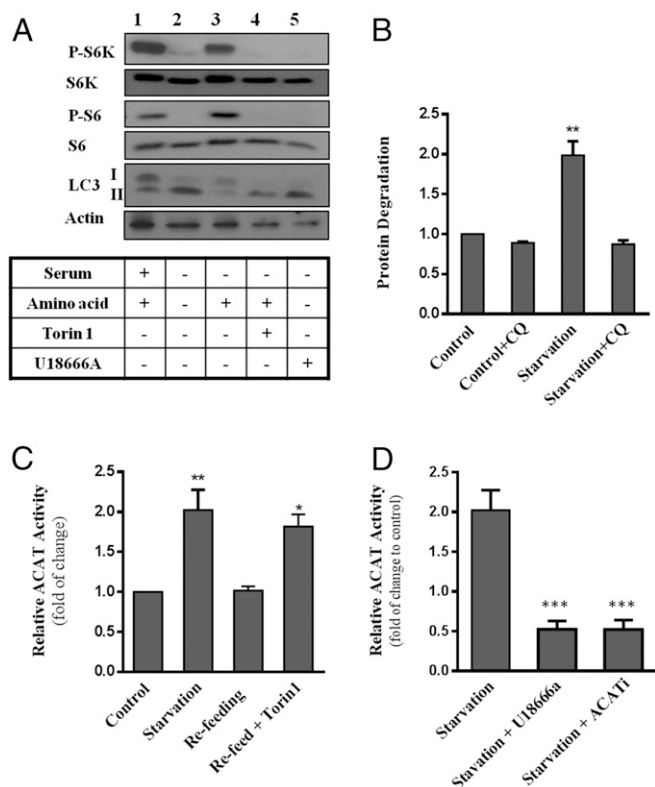 A
1 2 3 4 5
P-S6K
S6K
P-S6
S6
LC3 I
II
Actin
Serum + - - - -
Amino acid + - + + -
Torin 1 - - - + -
U18666A - - - - +
B
Protein Degradation
2.5
2.0
1.5
1.0
0.5
0.0
**
Control
Control+CQ
Starvation
Starvation+CQ
C
Relative ACAT Activity
(fold of change)
2.5
2.0
1.5
1.0
0.5
0.0
**
*
Control
Starvation
Re-feeding
Re-feed + Torin1
D
Relative ACAT Activity
(fold of change to control)
2.5
2.0
1.5
1.0
0.5
0.0
***
***
Starvation
Stavation + U18666a
Starvation + ACATi